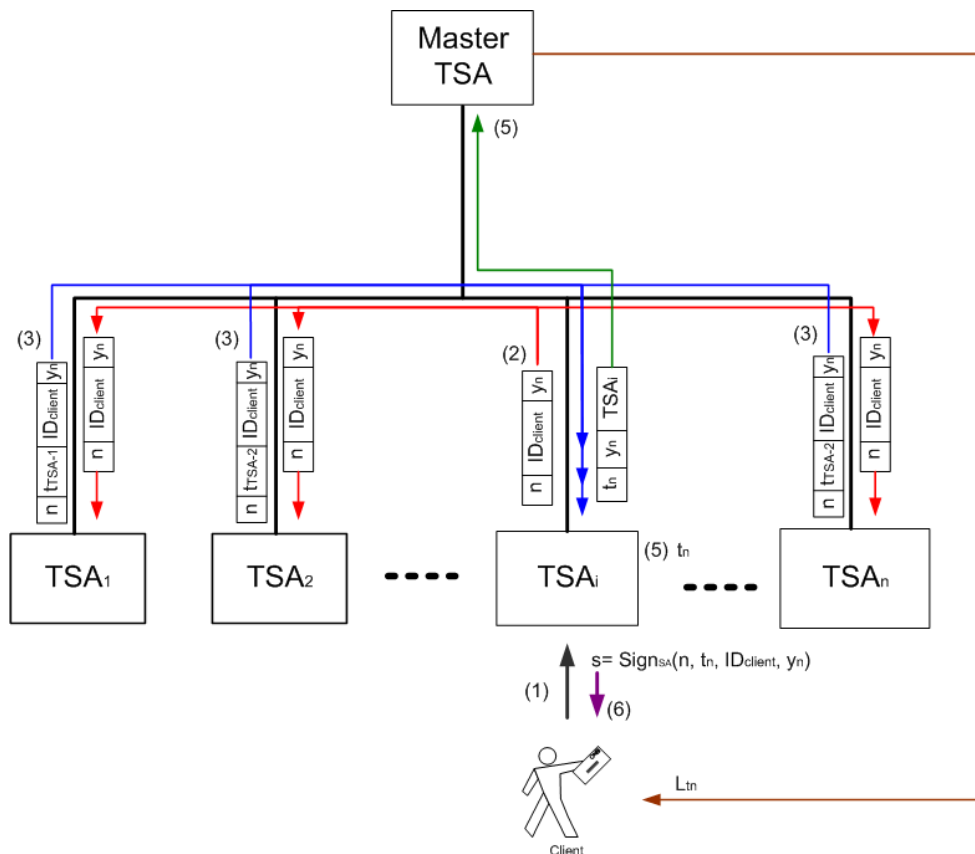 Master
TSA
(5)
(3)
n tTSA-1 IDclient yn
n IDclient yn
(3)
n tTSA-2 IDclient yn
n IDclient yn
(2)
n IDclient yn
tn yn TSAi
(3)
n tTSA-2 IDclient yn
n IDclient yn
TSA1
TSA2
TSAi
(5) tn
TSAn
(1)
s= SignSA(n, tn, IDclient, yn)
(6)
Ltn
Client